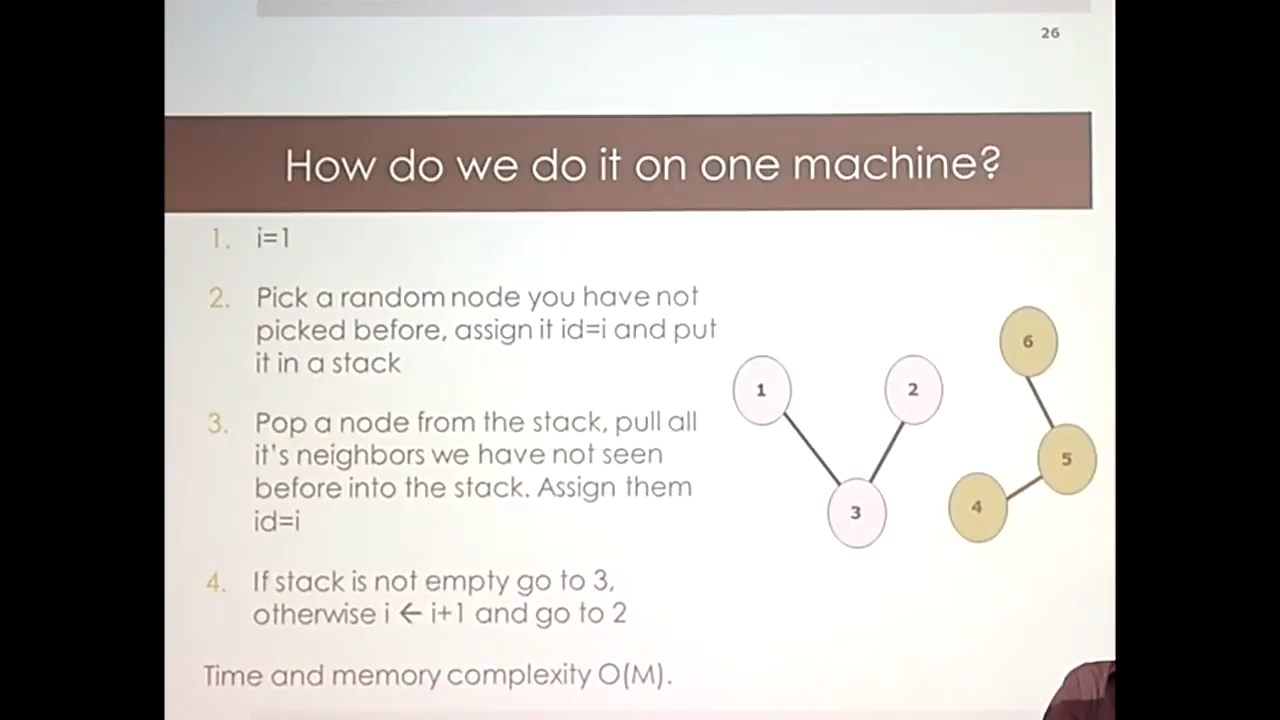 26
How do we do it on one machine?
1. i=1
2. Pick a random node you have not
picked before, assign it id=i and put
it in a stack
3. Pop a node from the stack, pull all
it's neighbors we have not seen
before into the stack. Assign them
id=i
4. If stack is not empty go to 3,
otherwise i ← i+1 and go to 2
Time and memory complexity O(M).
1
2
3
6
5
4